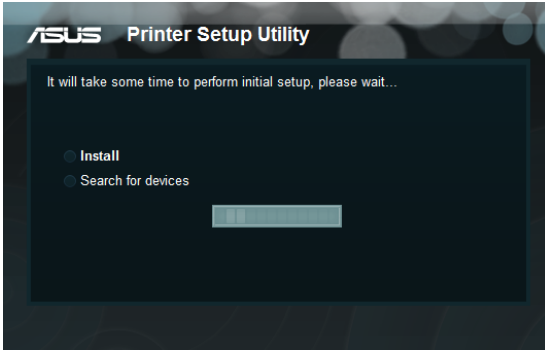 ASUS Printer Setup Utility
It will take some time to perform initial setup, please wait...
Install
Search for devices